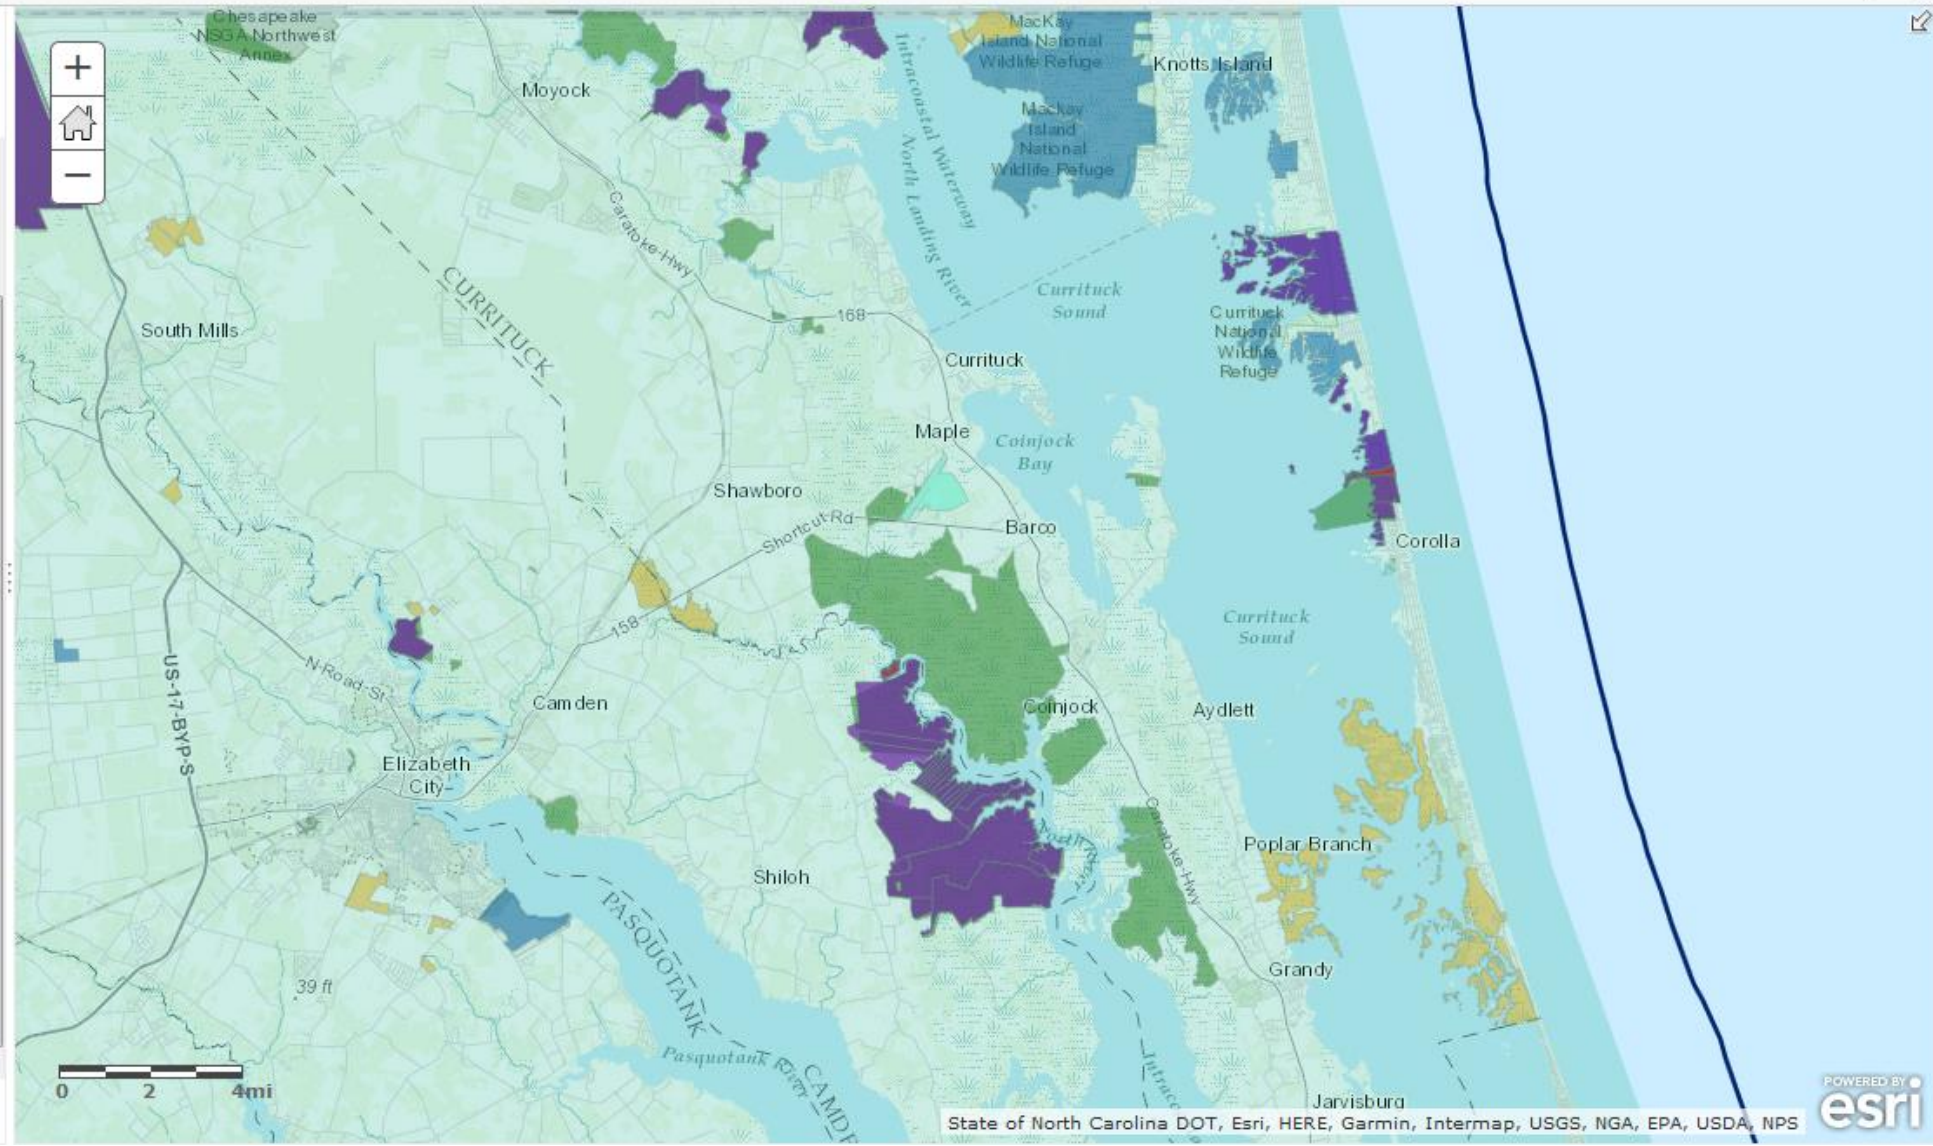 Chesapeake
NSGA Northwest
Annex
MacKay
Island National
Wildlife Refuge
Knotts Island
+
Moyock
Intracoastal Waterway
North Landing River
Mackay
Island
National
Wildlife Refuge
−
Caratoke-Hwy
CURRITUCK
Currituck
Sound
168
South Mills
Currituck
National
Wildlife
Refuge
Currituck
Maple
Coinjock
Bay
Shawboro
Shortcut-Rd
Barco
Corolla
158
Currituck
Sound
US-17-BYP-S
N-Road-St
Camden
Coinjock
Aydlett
Elizabeth
City
Caratoke-Hwy
North River
Poplar Branch
Shiloh
PASQUOTANK
Grandy
39 ft
Pasquotank River
CAMDE
Intrac
0 2 4mi
Jarvisburg
POWERED BY
esri
State of North Carolina DOT, Esri, HERE, Garmin, Intermap, USGS, NGA, EPA, USDA, NPS